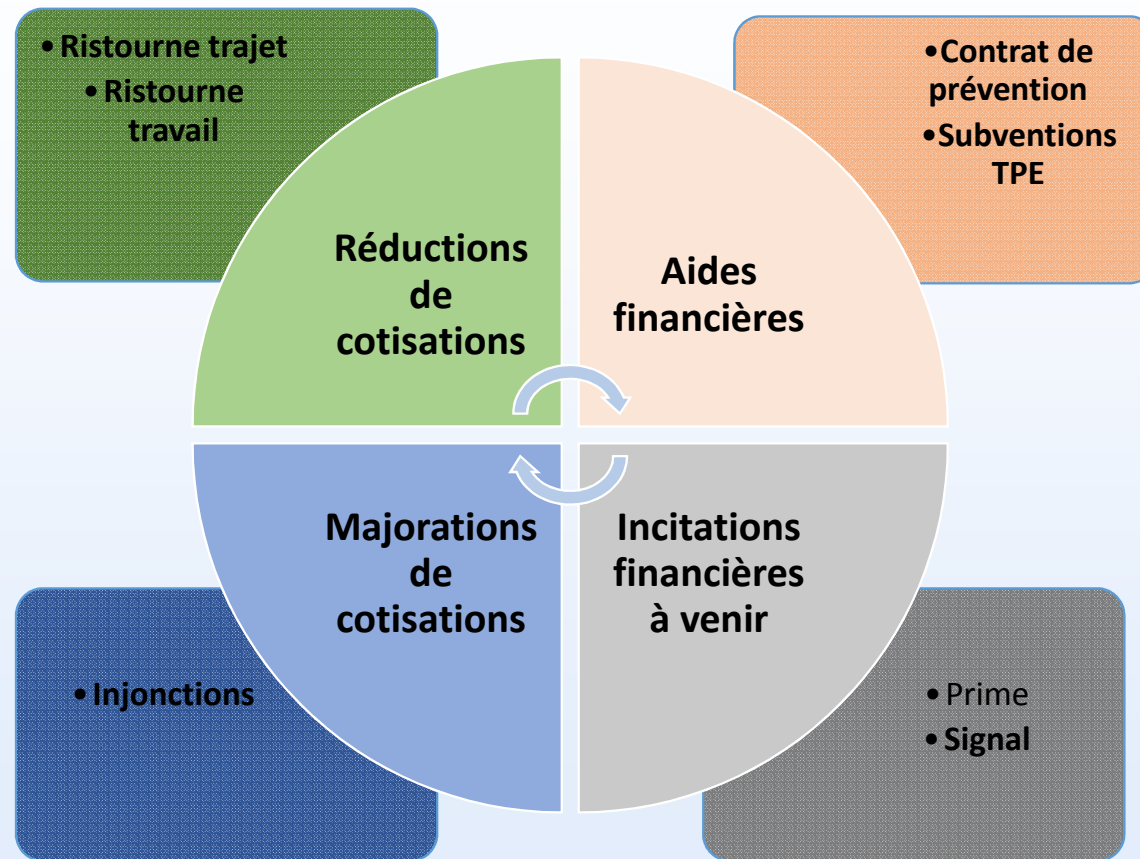 • Ristourne trajet
• Ristourne
travail
•Contrat de
prévention
•Subventions
TPE
Réductions
de
cotisations
Aides
financières
Majorations
de
cotisations
Incitations
financières
à venir
• Injonctions
• Prime
• Signal